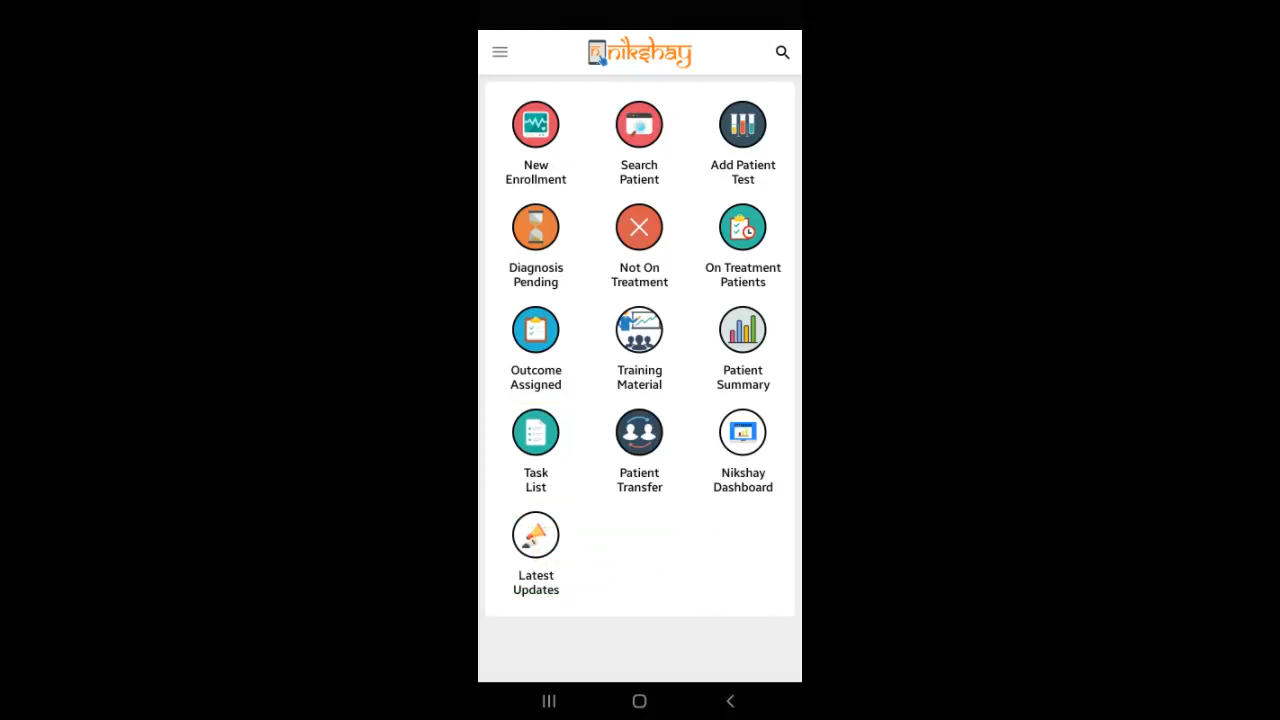 nikshay
New
Enrollment
Search
Patient
Add Patient
Test
Diagnosis
Pending
Not On
Treatment
On Treatment
Patients
Outcome
Assigned
Training
Material
Patient
Summary
Task
List
Patient
Transfer
Nikshay
Dashboard
Latest
Updates